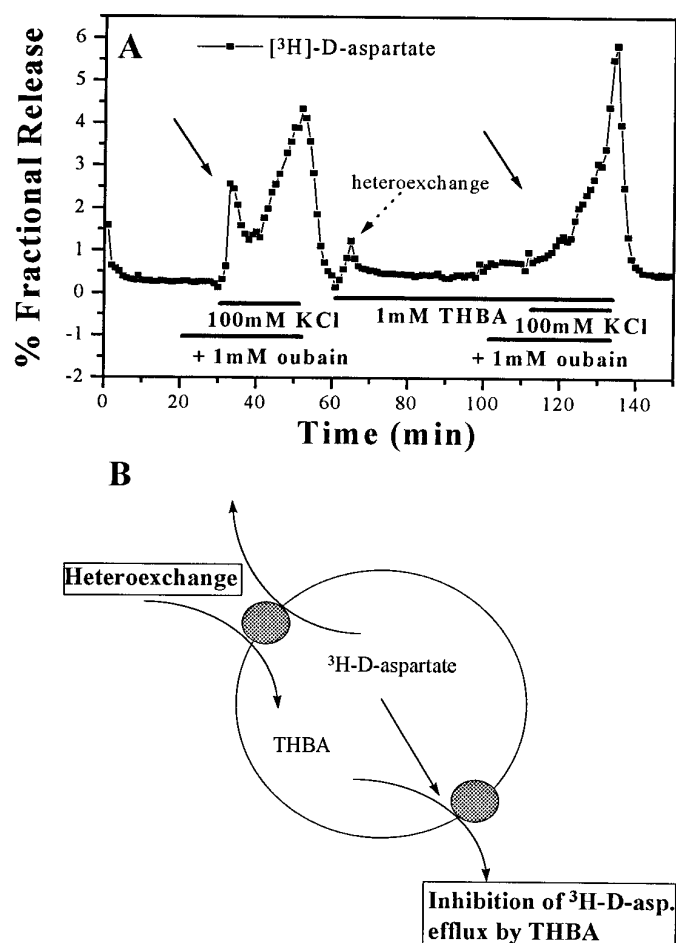 A
[³H]-D-aspartate
% Fractional Release
6
5
4
3
2
1
0
-1
-2
heteroexchange
100mM KCl
+ 1mM oubain
1mM THBA
100mM KCl
+ 1mM oubain
0 20 40 60 80 100 120 140
Time (min)
B
Heteroexchange
³H-D-aspartate
THBA
Inhibition of ³H-D-asp.
efflux by THBA